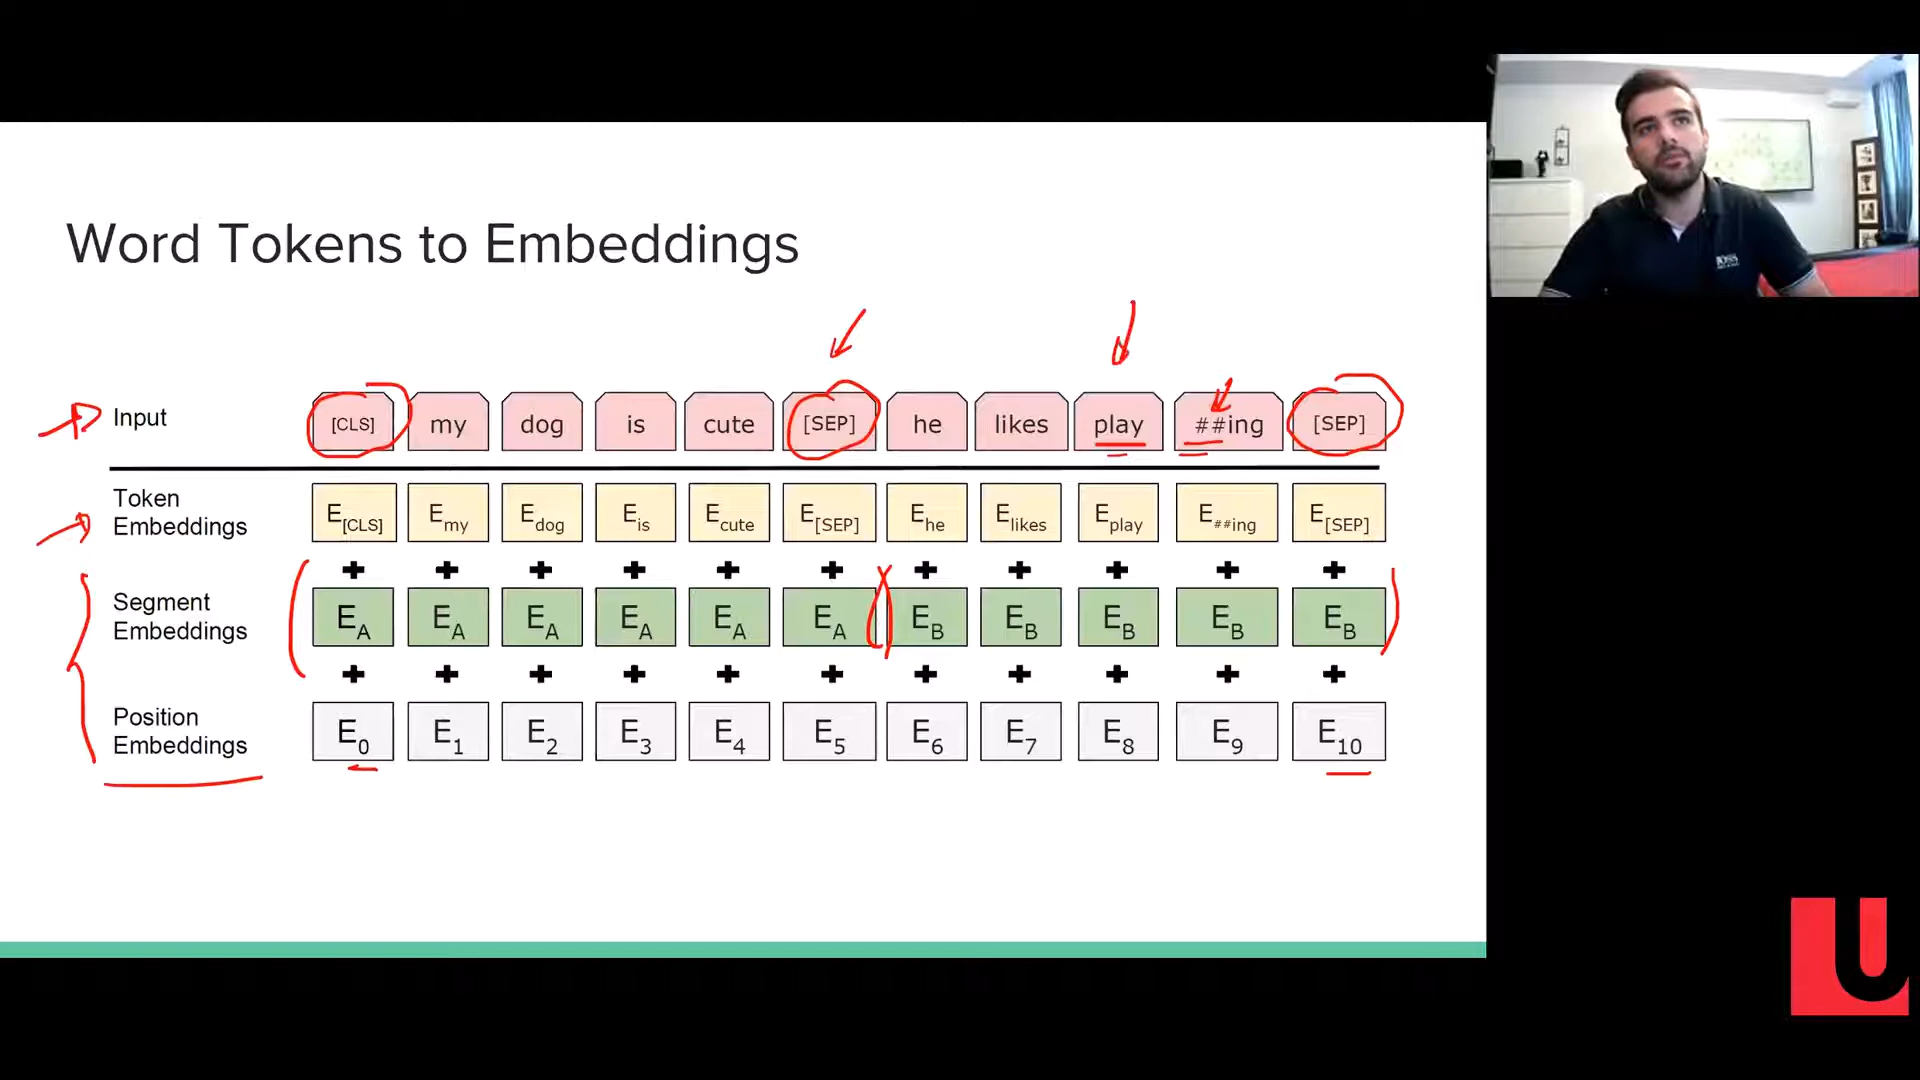 Word Tokens to Embeddings
Input [CLS] my dog is cute [SEP] he likes play ##ing [SEP]
Token Embeddings E[CLS] Emy Edog Eis Ecute E[SEP] Ehe Elikes Eplay E##ing E[SEP]
+ + + + + + + + + + +
Segment Embeddings EA EA EA EA EA EA EB EB EB EB EB
+ + + + + + + + + + +
Position Embeddings E0 E1 E2 E3 E4 E5 E6 E7 E8 E9 E10
BOSS
U